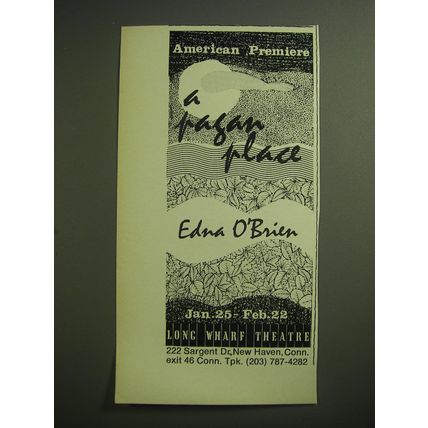 American Premiere
a
pagan
place
Edna O'Brien
Jan.25-Feb.22
LONG WHARF THEATRE
222 Sargent Dr,New Haven,Conn.
exit 46 Conn. Tpk. (203) 787-4282